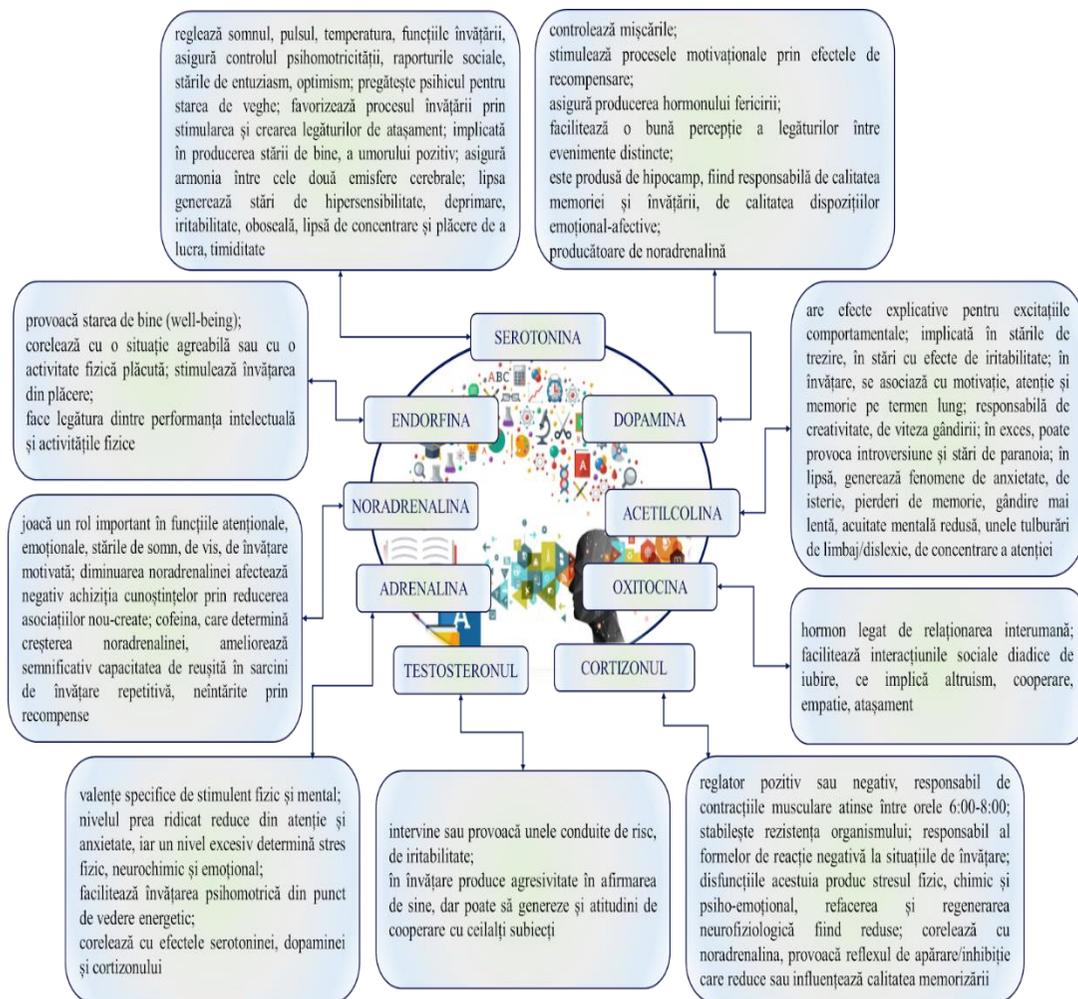 reglează somnul, pulsul, temperatura, funcțiile învățării,
asigură controlul psihomotricității, raporturile sociale,
stările de entuziasm, optimism; pregătește psihicul pentru
starea de veghe; favorizează procesul învățării prin
stimularea și crearea legăturilor de atașament; implicată
în producerea stării de bine, a umorului pozitiv; asigură
armonia între cele două emisfere cerebrale; lipsa
generează stări de hipersensibilitate, deprimare,
iritabilitate, oboseală, lipsă de concentrare și plăcere de a
lucra, timiditate
controlează mișcările;
stimulează procesele motivaționale prin efectele de
recompensare;
asigură producerea hormonului fericirii;
facilitează o bună percepție a legăturilor între
evenimente distincte;
este produsă de hipocamp, fiind responsabilă de calitatea
memoriei și învățării, de calitatea dispozițiilor
emoțional-afective;
producătoare de noradrenalină
provoacă starea de bine (well-being);
corelează cu o situație agreabilă sau cu o
activitate fizică plăcută; stimulează învățarea
din plăcere;
face legătura dintre performanța intelectuală
și activitățile fizice
SEROTONINA
ENDORFINA
DOPAMINA
NORADRENALINA
ACETILCOLINA
ADRENALINA
OXITOCINA
TESTOSTERONUL
CORTIZONUL
ABC
A
A
are efecte explicative pentru excitațiile
comportamentale; implicată în stările de
trezire, în stări cu efecte de iritabilitate; în
învățare, se asociază cu motivație, atenție și
memorie pe termen lung; responsabilă de
creativitate, de viteza gândirii; în exces, poate
provoca introversiune și stări de paranoia; în
lipsă, generează fenomene de anxietate, de
isterie, pierderi de memorie, gândire mai
lentă, acuitate mentală redusă, unele tulburări
de limbaj/dislexic, de concentrare a atenției
joacă un rol important în funcțiile atenționale,
emoționale, stările de somn, de vis, de învățare
motivată; diminuarea noradrenalinei afectează
negativ achiziția cunoștințelor prin reducerea
asociațiilor nou-create; cofeina, care determină
creșterea noradrenalinei, ameliorează
semnificativ capacitatea de reușită în sarcini
de învățare repetitivă, neîntărite prin
recompense
hormon legat de relaționarea interumană;
facilitează interacțiunile sociale diadice de
iubire, ce implică altruism, cooperare,
empatie, atașament
valențe specifice de stimulent fizic și mental;
nivelul prea ridicat reduce din atenție și
anxietate, iar un nivel excesiv determină stres
fizic, neurochimic și emoțional;
facilitează învățarea psihomotrică din punct
de vedere energetic;
corelează cu efectele serotoninei, dopaminei
și cortizonului
intervine sau provoacă unele conduite de risc,
de iritabilitate;
în învățare produce agresivitate în afirmarea
de sine, dar poate să genereze și atitudini de
cooperare cu ceilalți subiecți
reglator pozitiv sau negativ, responsabil de
contracțiile musculare atinse între orele 6:00-8:00;
stabilește rezistența organismului; responsabil al
formelor de reacție negativă la situațiile de învățare;
disfuncțiile acestuia produc stresul fizic, chimic și
psiho-emoțional, refacerea și regenerarea
neurofiziologică fiind reduse; corelează cu
noradrenalina, provoacă reflexul de apărare/inhibiție
care reduce sau influențează calitatea memorizării